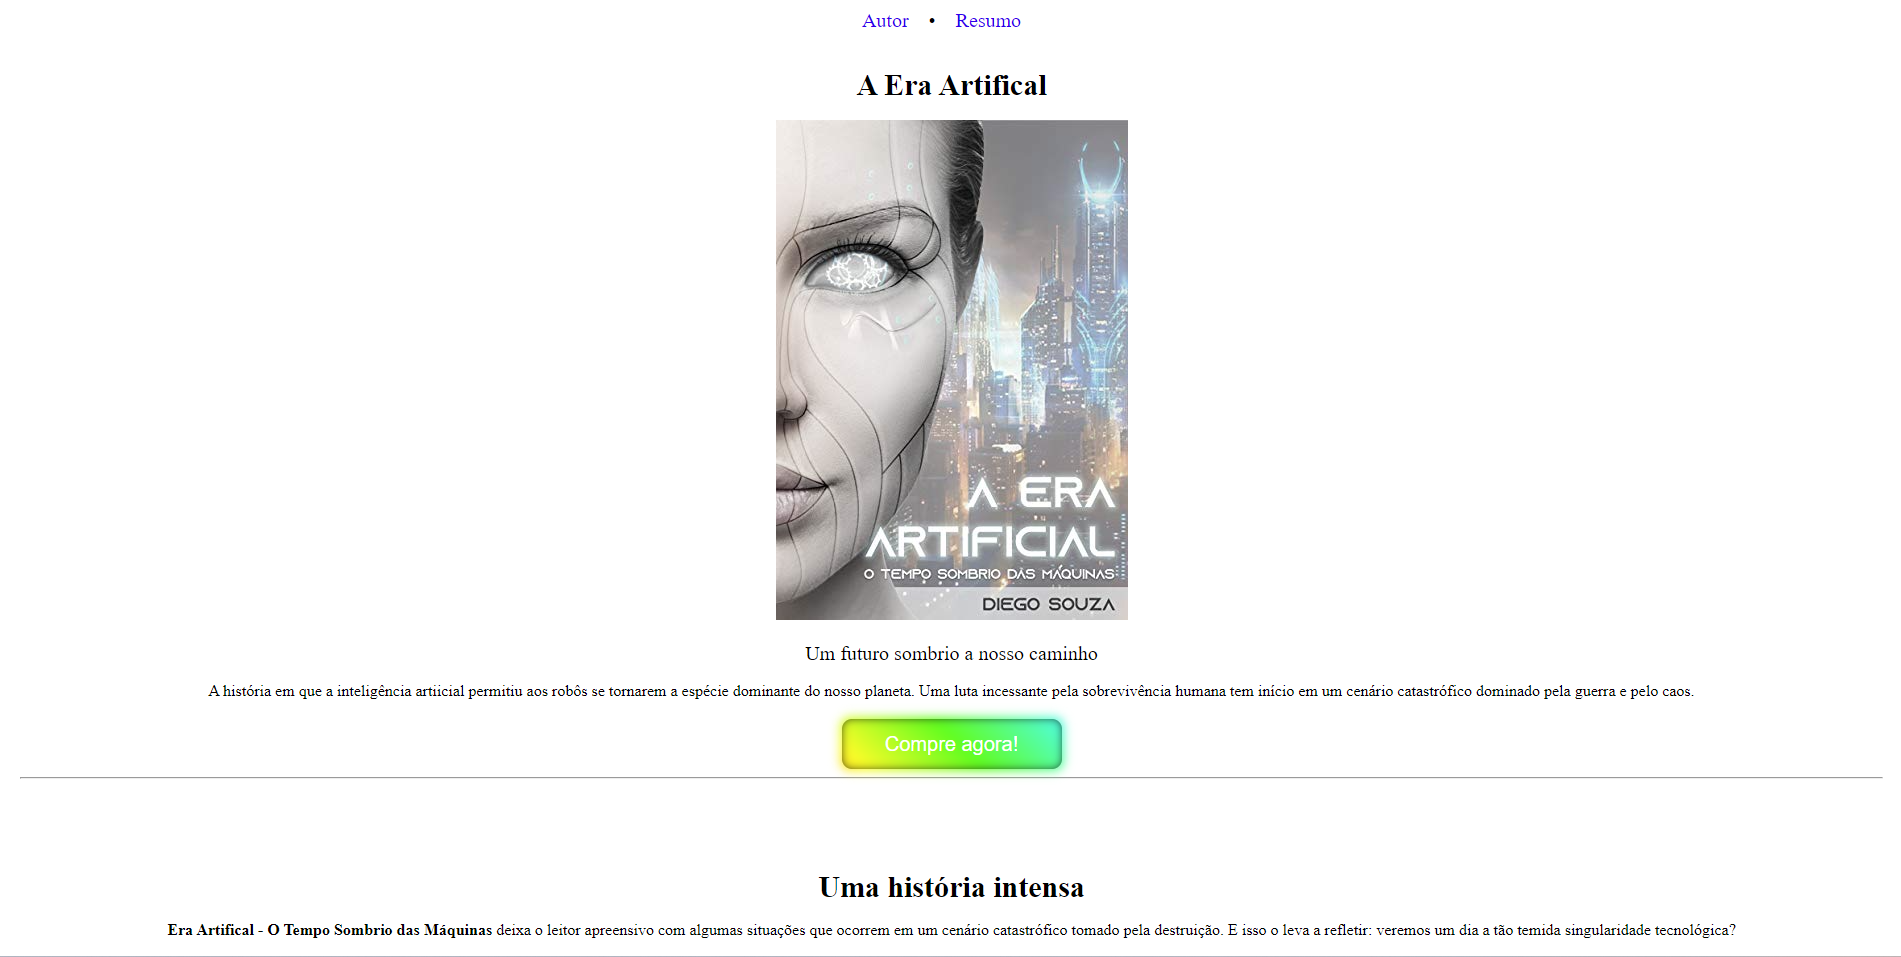 Autor • Resumo
A Era Artifical
A ERA
ARTIFICIAL
O TEMPO SOMBRIO DAS MÁQUINAS
DIEGO SOUZA
Um futuro sombrio a nosso caminho
A história em que a inteligência artiicial permitiu aos robôs se tornarem a espécie dominante do nosso planeta. Uma luta incessante pela sobrevivência humana tem início em um cenário catastrófico dominado pela guerra e pelo caos.
Compre agora!
Uma história intensa
Era Artifical - O Tempo Sombrio das Máquinas deixa o leitor apreensivo com algumas situações que ocorrem em um cenário catastrófico tomado pela destruição. E isso o leva a refletir: veremos um dia a tão temida singularidade tecnológica?